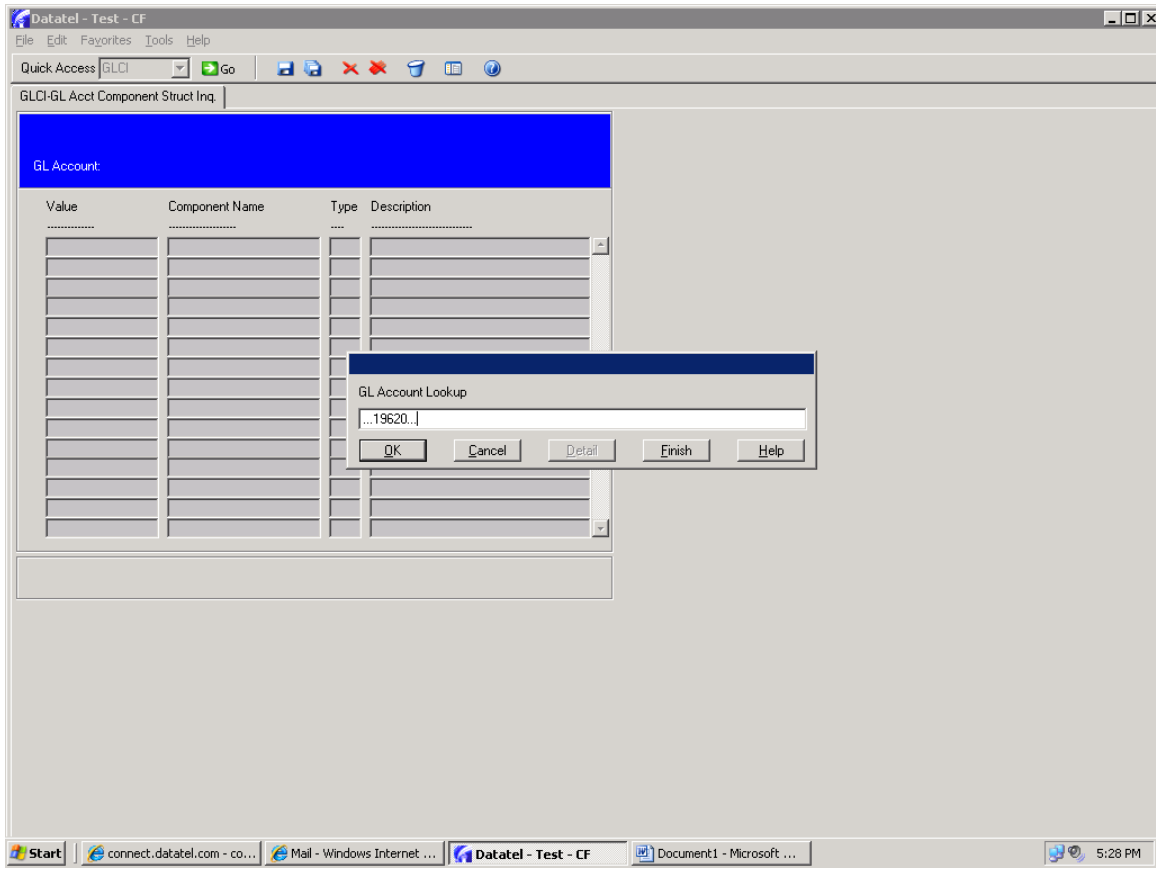 Datatel - Test - CF
File Edit Favorites Tools Help
Quick Access GLCI Go
GLCI-GL Acct Component Struct Inq.
GL Account:
Value Component Name Type Description
-------------- -------------------- ---- ------------------------------
GL Account Lookup
...19620...
OK Cancel Detail Finish Help
Start connect.datatel.com - co... Mail - Windows Internet ... Datatel - Test - CF Document1 - Microsoft ... 5:28 PM